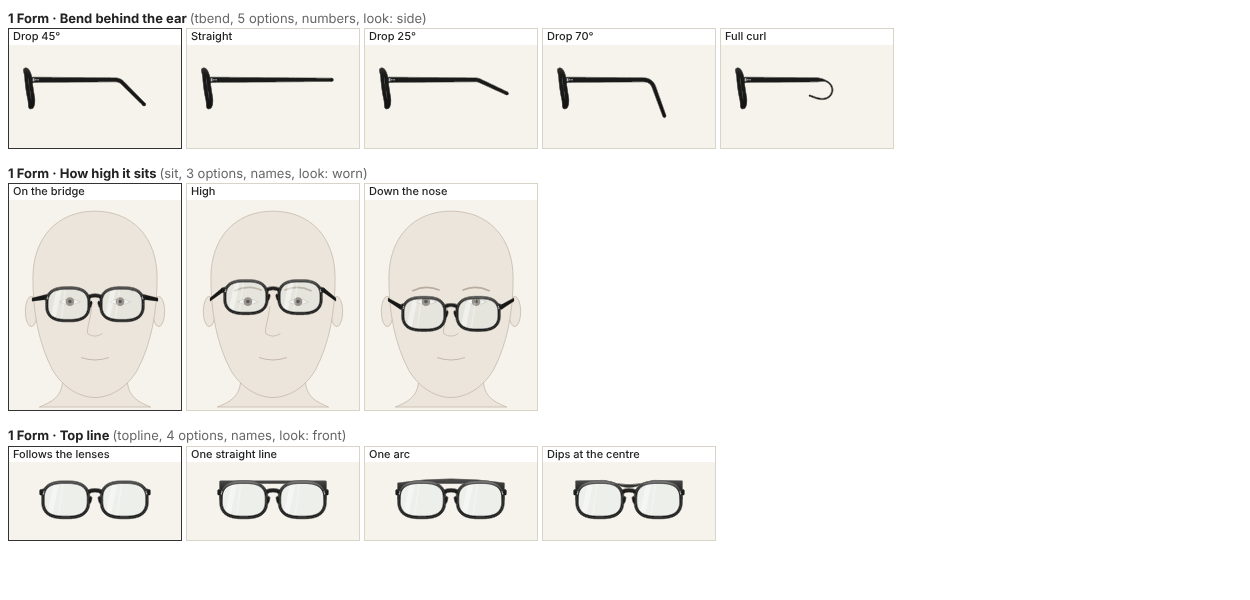 1 Form · Bend behind the ear (tbend, 5 options, numbers, look: side)
Drop 45° Straight Drop 25° Drop 70° Full curl
1 Form · How high it sits (sit, 3 options, names, look: worn)
On the bridge High Down the nose
1 Form · Top line (topline, 4 options, names, look: front)
Follows the lenses One straight line One arc Dips at the centre